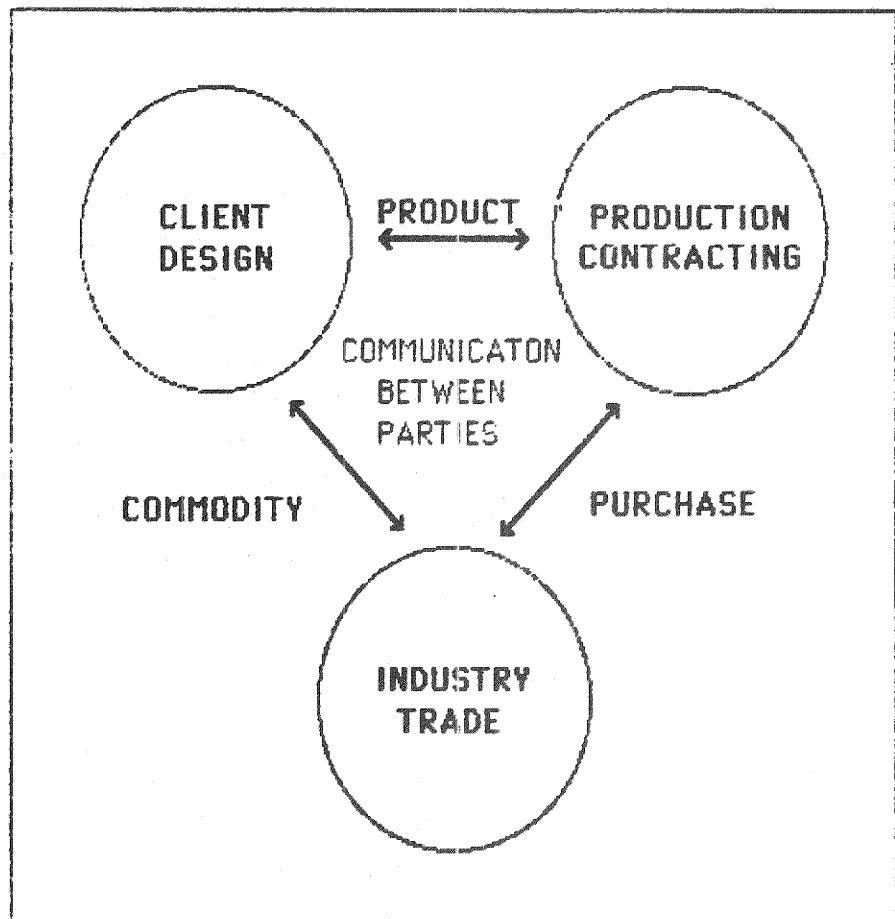 CLIENT
DESIGN
PRODUCT
PRODUCTION
CONTRACTING
COMMUNICATON
BETWEEN
PARTIES
COMMODITY
PURCHASE
INDUSTRY
TRADE